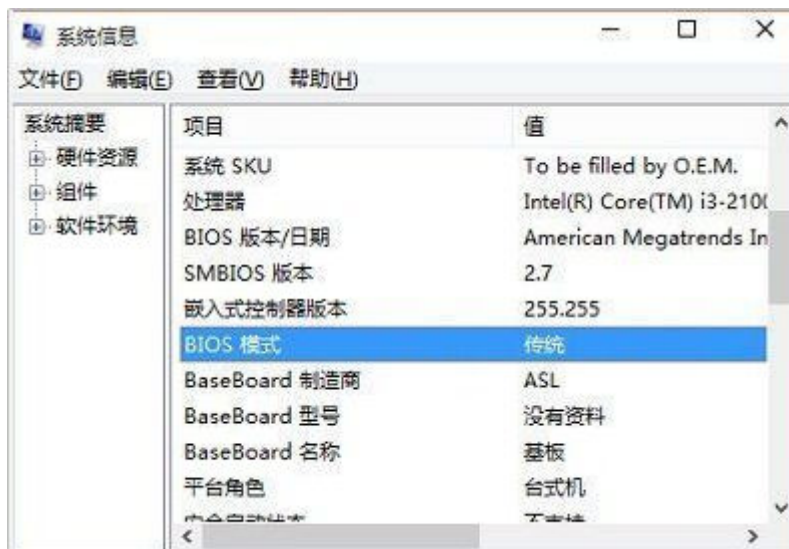 系统信息
文件(F) 编辑(E) 查看(V) 帮助(H)
系统摘要
硬件资源
组件
软件环境
项目 值
系统 SKU To be filled by O.E.M.
处理器 Intel(R) Core(TM) i3-2100
BIOS 版本/日期 American Megatrends In
SMBIOS 版本 2.7
嵌入式控制器版本 255.255
BIOS 模式 传统
BaseBoard 制造商 ASL
BaseBoard 型号 没有资料
BaseBoard 名称 基板
平台角色 台式机